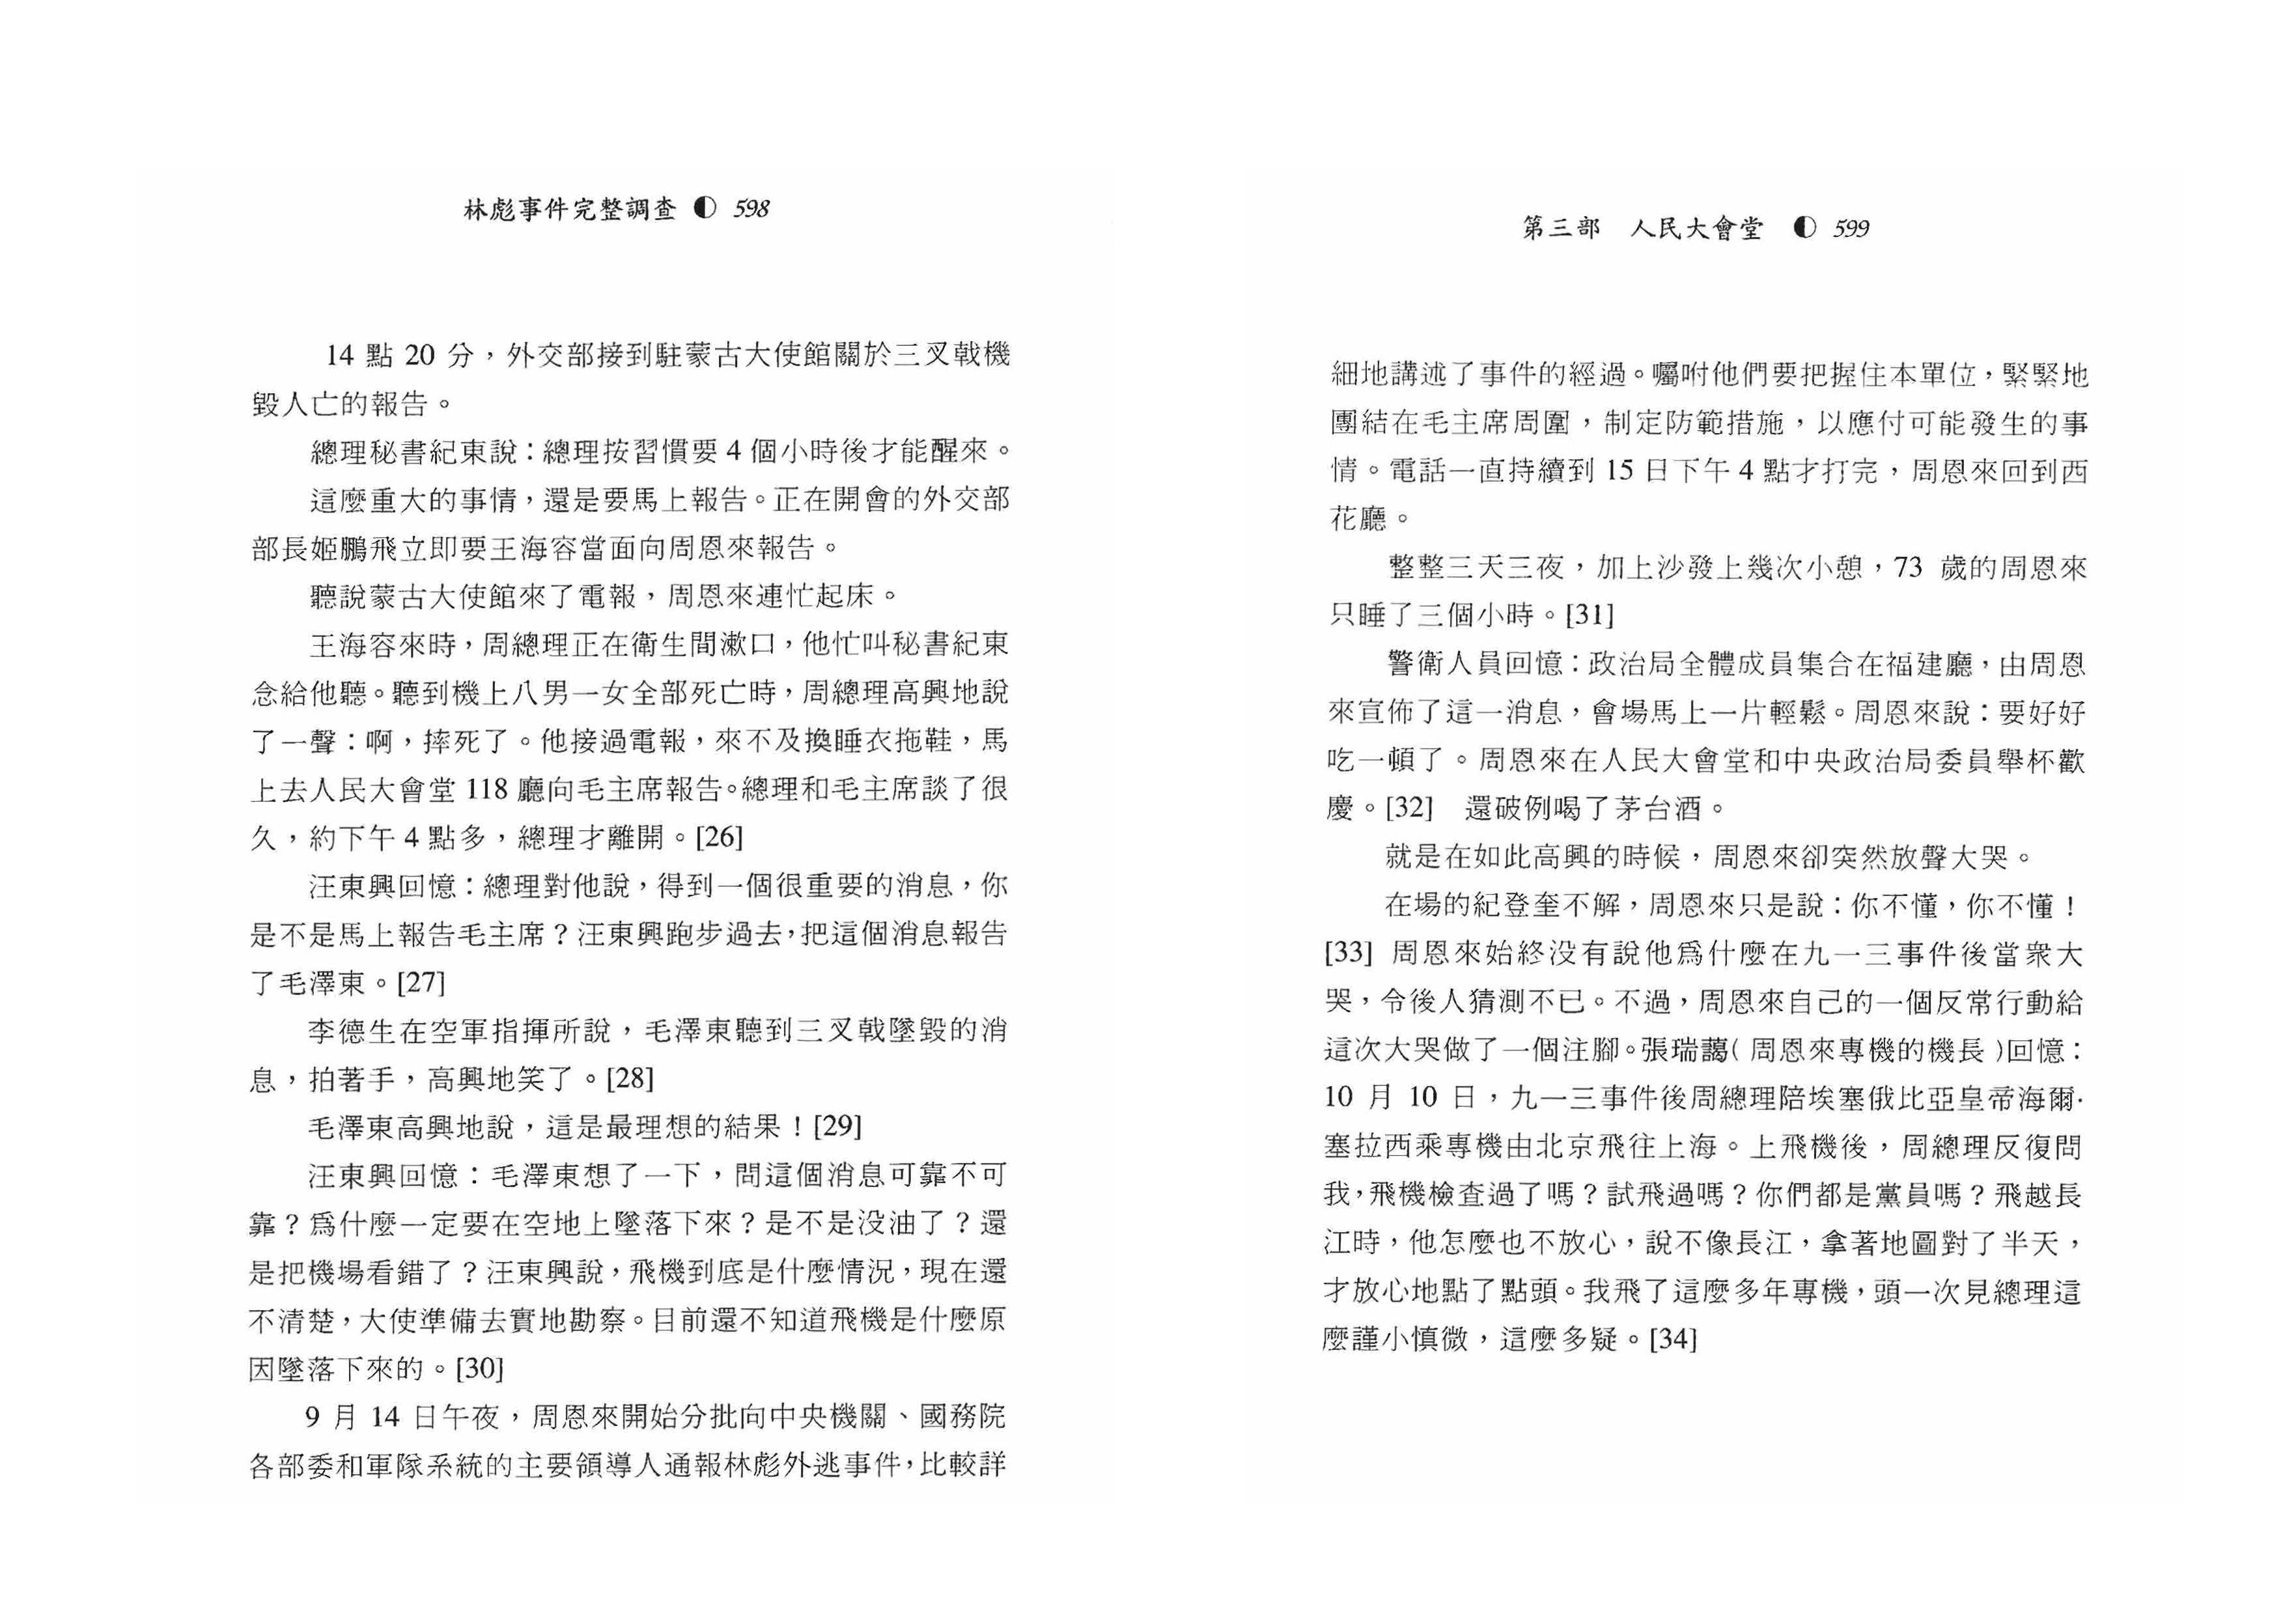 林彪事件完整調查 ◐ 598
14 點 20 分，外交部接到駐蒙古大使館關於三叉戟機
毀人亡的報告。
總理秘書紀東說：總理按習慣要 4 個小時後才能醒來。
這麼重大的事情，還是要馬上報告。正在開會的外交部
部長姬鵬飛立即要王海容當面向周恩來報告。
聽說蒙古大使館來了電報，周恩來連忙起床。
王海容來時，周總理正在衛生間漱口，他忙叫秘書紀東
念給他聽。聽到機上八男一女全部死亡時，周總理高興地說
了一聲：啊，摔死了。他接過電報，來不及換睡衣拖鞋，馬
上去人民大會堂 118 廳向毛主席報告。總理和毛主席談了很
久，約下午 4 點多，總理才離開。[26]
汪東興回憶：總理對他說，得到一個很重要的消息，你
是不是馬上報告毛主席？汪東興跑步過去，把這個消息報告
了毛澤東。[27]
李德生在空軍指揮所說，毛澤東聽到三叉戟墜毀的消
息，拍著手，高興地笑了。[28]
毛澤東高興地說，這是最理想的結果！[29]
汪東興回憶：毛澤東想了一下，問這個消息可靠不可
靠？爲什麼一定要在空地上墜落下來？是不是没油了？還
是把機場看錯了？汪東興說，飛機到底是什麼情況，現在還
不清楚，大使準備去實地勘察。目前還不知道飛機是什麼原
因墜落下來的。[30]
9 月 14 日午夜，周恩來開始分批向中央機關、國務院
各部委和軍隊系統的主要領導人通報林彪外逃事件，比較詳
第三部　人民大會堂　◐ 599
細地講述了事件的經過。囑咐他們要把握住本單位，緊緊地
團結在毛主席周圍，制定防範措施，以應付可能發生的事
情。電話一直持續到 15 日下午 4 點才打完，周恩來回到西
花廳。
整整三天三夜，加上沙發上幾次小憩，73 歲的周恩來
只睡了三個小時。[31]
警衛人員回憶：政治局全體成員集合在福建廳，由周恩
來宣佈了這一消息，會場馬上一片輕鬆。周恩來說：要好好
吃一頓了。周恩來在人民大會堂和中央政治局委員舉杯歡
慶。[32]　還破例喝了茅台酒。
就是在如此高興的時候，周恩來卻突然放聲大哭。
在場的紀登奎不解，周恩來只是說：你不懂，你不懂！
[33] 周恩來始終没有說他爲什麼在九一三事件後當衆大
哭，令後人猜測不已。不過，周恩來自己的一個反常行動給
這次大哭做了一個注腳。張瑞藹( 周恩來專機的機長 )回憶：
10 月 10 日，九一三事件後周總理陪埃塞俄比亞皇帝海爾·
塞拉西乘專機由北京飛往上海。上飛機後，周總理反復問
我，飛機檢查過了嗎？試飛過嗎？你們都是黨員嗎？飛越長
江時，他怎麼也不放心，說不像長江，拿著地圖對了半天，
才放心地點了點頭。我飛了這麼多年專機，頭一次見總理這
麼謹小慎微，這麼多疑。[34]